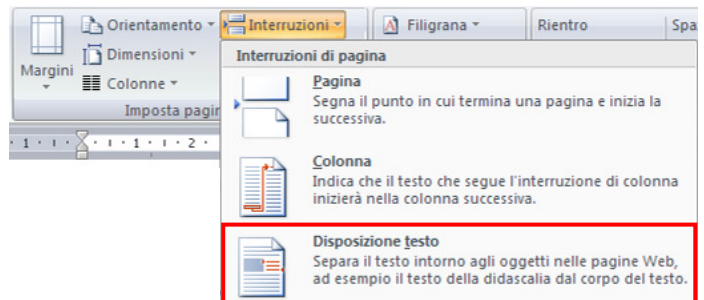 Orientamento Interruzioni Filigrana Rientro Spa
Dimensioni
Margini
Colonne
Imposta pagin
Interruzioni di pagina
Pagina
Segna il punto in cui termina una pagina e inizia la
successiva.
Colonna
Indica che il testo che segue l'interruzione di colonna
inizierà nella colonna successiva.
Disposizione testo
Separa il testo intorno agli oggetti nelle pagine Web,
ad esempio il testo della didascalia dal corpo del testo.
1 1 2